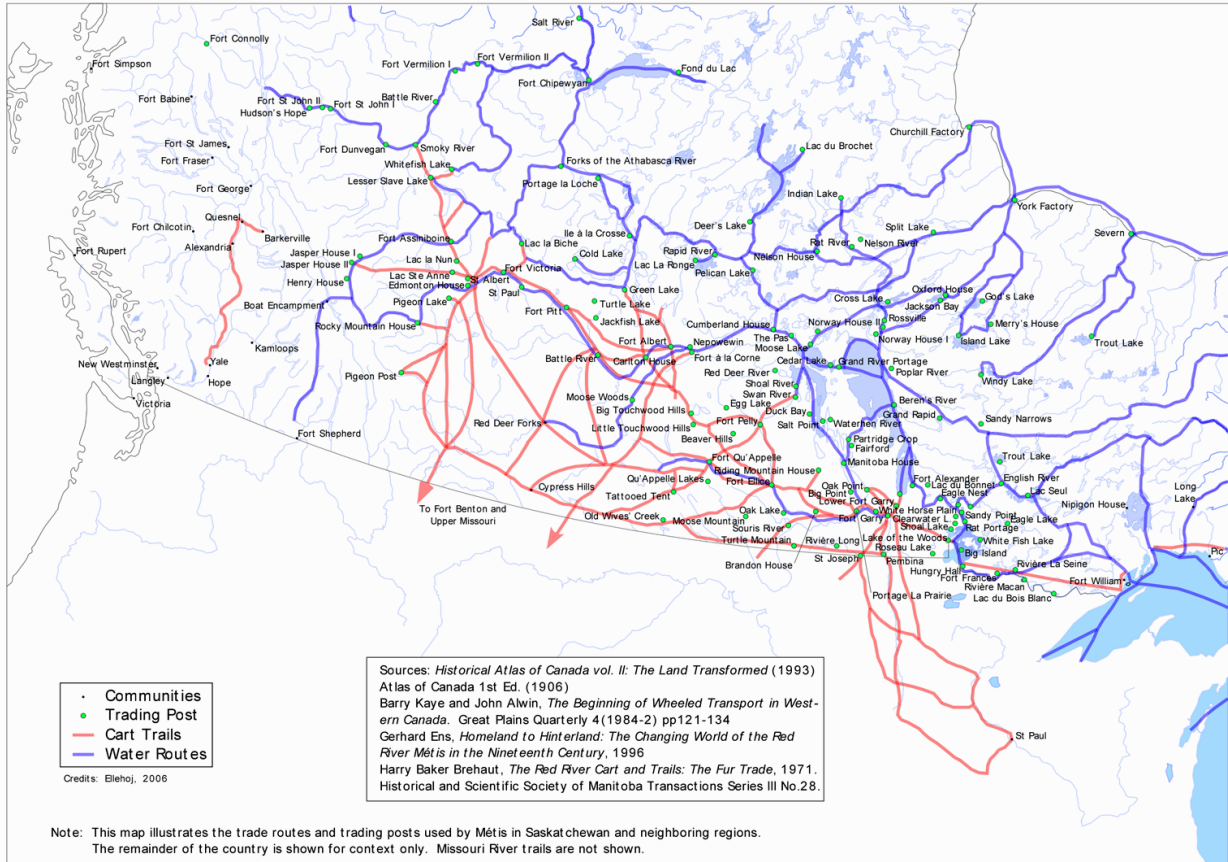 Salt River
Fort Connolly
Fort Simpson
Fort Vermilion I
Fort Vermilion II
Fond du Lac
Fort Chipewyan
Fort Babine
Fort St John II
Fort St John I
Hudson's Hope
Battle River
Churchill Factory
Fort St James
Fort Fraser
Fort Dunvegan
Smoky River
Lac du Brochet
Whitefish Lake
Forks of the Athabasca River
Lesser Slave Lake
Portage la Loche
Fort George
Indian Lake
York Factory
Quesnel
Fort Chilcotin
Barkerville
Deer's Lake
Split Lake
Severn
Fort Rupert
Alexandria
Fort Assiniboine
Ile à la Crosse
Lac la Biche
Rat River
Nelson River
Jasper House I
Jasper House II
Lac la Nun
Cold Lake
Rapid River
Nelson House
Lac La Ronge
Pelican Lake
Henry House
Lac Ste Anne
St Albert
Fort Victoria
Edmonton House
Boat Encampment
Pigeon Lake
St Paul
Green Lake
Oxford House
Cross Lake
Jackson Bay
God's Lake
Turtle Lake
Fort Pitt
Jackfish Lake
Rossville
Rocky Mountain House
Cumberland House
Norway House II
Merry's House
The Pas
Norway House I
Island Lake
Trout Lake
Kamloops
Fort Albert
Nepowewin
Moose Lake
New Westminster
Yale
Battle River
Carlton House
Fort à la Corne
Cedar Lake
Grand River Portage
Langley
Hope
Pigeon Post
Red Deer River
Poplar River
Windy Lake
Victoria
Shoal River
Swan River
Moose Woods
Egg Lake
Beren's River
Big Touchwood Hills
Duck Bay
Grand Rapid
Red Deer Forks
Little Touchwood Hills
Fort Pelly
Salt Point
Waterhen River
Sandy Narrows
Fort Shepherd
Beaver Hills
Partridge Crop
Fairford
Fort Qu'Appelle
Manitoba House
Trout Lake
Riding Mountain House
Qu'Appelle Lakes
Fort Ellice
Fort Alexander
English River
Cypress Hills
Tattooed Tent
Oak Point
Lac du Bonnet
Lac Seul
Long
Lake
Big Point
Lower Fort Garry
Eagle Nest
Nipigon House
To Fort Benton and
Upper Missouri
Old Wives' Creek
Moose Mountain
Oak Lake
Fort Garry
White Horse Plain
Sandy Point
Clearwater L.
Eagle Lake
Souris River
Shoal Lake
Rat Portage
Turtle Mountain
Rivière Long
Lake of the Woods
White Fish Lake
Roseau Lake
Big Island
Pic
Brandon House
St Joseph
Pembina
Hungry Hall
Rivière La Seine
Fort Frances
Fort William
Rivière Macan
Portage La Prairie
Lac du Bois Blanc
St Paul
Communities
Trading Post
Cart Trails
Water Routes
Credits: Ellehoj, 2006
Sources: Historical Atlas of Canada vol. II: The Land Transformed (1993)
Atlas of Canada 1st Ed. (1906)
Barry Kaye and John Alwin, The Beginning of Wheeled Transport in West-
ern Canada. Great Plains Quarterly 4(1984-2) pp121-134
Gerhard Ens, Homeland to Hinterland: The Changing World of the Red
River Métis in the Nineteenth Century, 1996
Harry Baker Brehaut, The Red River Cart and Trails: The Fur Trade, 1971.
Historical and Scientific Society of Manitoba Transactions Series III No.28.
Note: This map illustrates the trade routes and trading posts used by Métis in Saskatchewan and neighboring regions.
The remainder of the country is shown for context only. Missouri River trails are not shown.